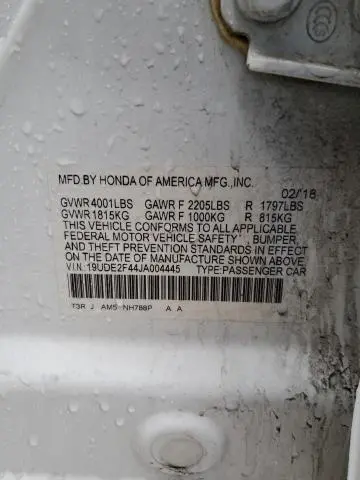 MFD.BY HONDA OF AMERICA MFG.,INC.
02/18
GVWR 4001LBS GAWR F 2205LBS R 1797LBS
GVWR 1815KG GAWR F 1000KG R 815KG
THIS VEHICLE CONFORMS TO ALL APPLICABLE
FEDERAL MOTOR VEHICLE SAFETY, BUMPER,
AND THEFT PREVENTION STANDARDS IN EFFECT
ON THE DATE OF MANUFACTURE SHOWN ABOVE.
VIN:19UDE2F44JA004445 TYPE:PASSENGER CAR
T3R J AM5 NH788P A A